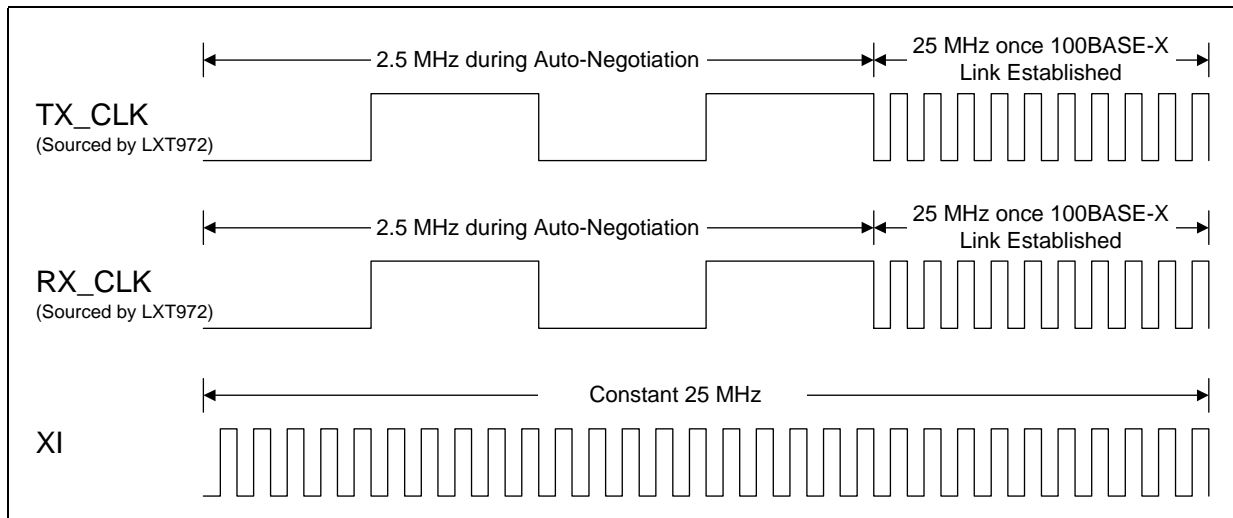 2.5 MHz during Auto-Negotiation
25 MHz once 100BASE-X
Link Established
TX_CLK
(Sourced by LXT972)
2.5 MHz during Auto-Negotiation
25 MHz once 100BASE-X
Link Established
RX_CLK
(Sourced by LXT972)
Constant 25 MHz
XI